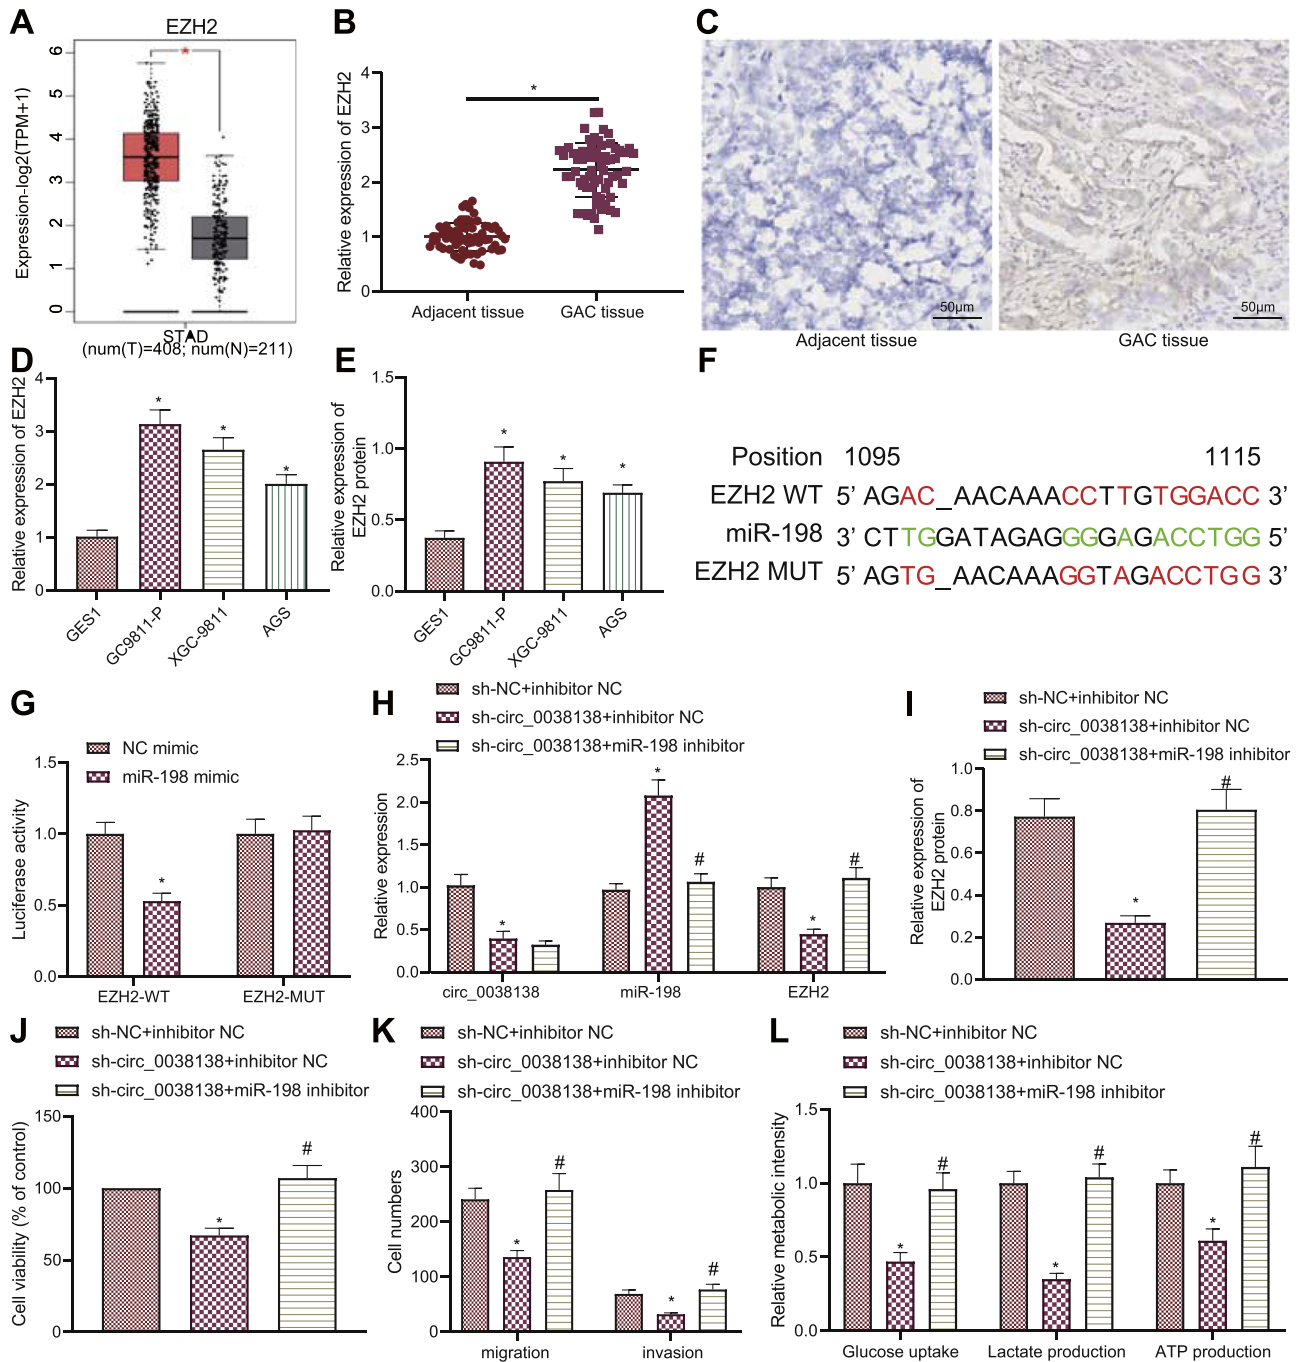 A
EZH2
*
Expression-log2(TPM+1)
6
5
4
3
2
1
0
STAD
(num(T)=408; num(N)=211)
B
Relative expression of EZH2
4
3
2
1
0
*
Adjacent tissue
GAC tissue
C
50μm
50μm
Adjacent tissue
GAC tissue
D
Relative expression of EZH2
4
3
2
1
0
*
*
*
GES1
GC9811-P
XGC-9811
AGS
E
Relative expression of
EZH2 protein
1.5
1.0
0.5
0.0
*
*
*
GES1
GC9811-P
XGC-9811
AGS
F
Position 1095 1115
EZH2 WT 5’ AGAC_AACAAACCTTGTGGACC 3’
miR-198 3’ CTTGGATAGAGGGGAGACCTGG 5’
EZH2 MUT 5’ AGTG_AACAAAGGTAGACCTGG 3’
G
NC mimic
miR-198 mimic
Luciferase activity
1.5
1.0
0.5
0.0
*
EZH2-WT
EZH2-MUT
H
sh-NC+inhibitor NC
sh-circ_0038138+inhibitor NC
sh-circ_0038138+miR-198 inhibitor
Relative expression
2.5
2.0
1.5
1.0
0.5
0.0
*
*
#
*
#
circ_0038138
miR-198
EZH2
I
sh-NC+inhibitor NC
sh-circ_0038138+inhibitor NC
sh-circ_0038138+miR-198 inhibitor
Relative expression of
EZH2 protein
1.0
0.8
0.6
0.4
0.2
0.0
*
#
J
sh-NC+inhibitor NC
sh-circ_0038138+inhibitor NC
sh-circ_0038138+miR-198 inhibitor
Cell viability (% of control)
150
100
50
0
*
#
K
sh-NC+inhibitor NC
sh-circ_0038138+inhibitor NC
sh-circ_0038138+miR-198 inhibitor
Cell numbers
400
300
200
100
0
*
#
*
#
migration
invasion
L
sh-NC+inhibitor NC
sh-circ_0038138+inhibitor NC
sh-circ_0038138+miR-198 inhibitor
Relative metabolic intensity
1.5
1.0
0.5
0.0
*
#
*
#
*
#
Glucose uptake
Lactate production
ATP production